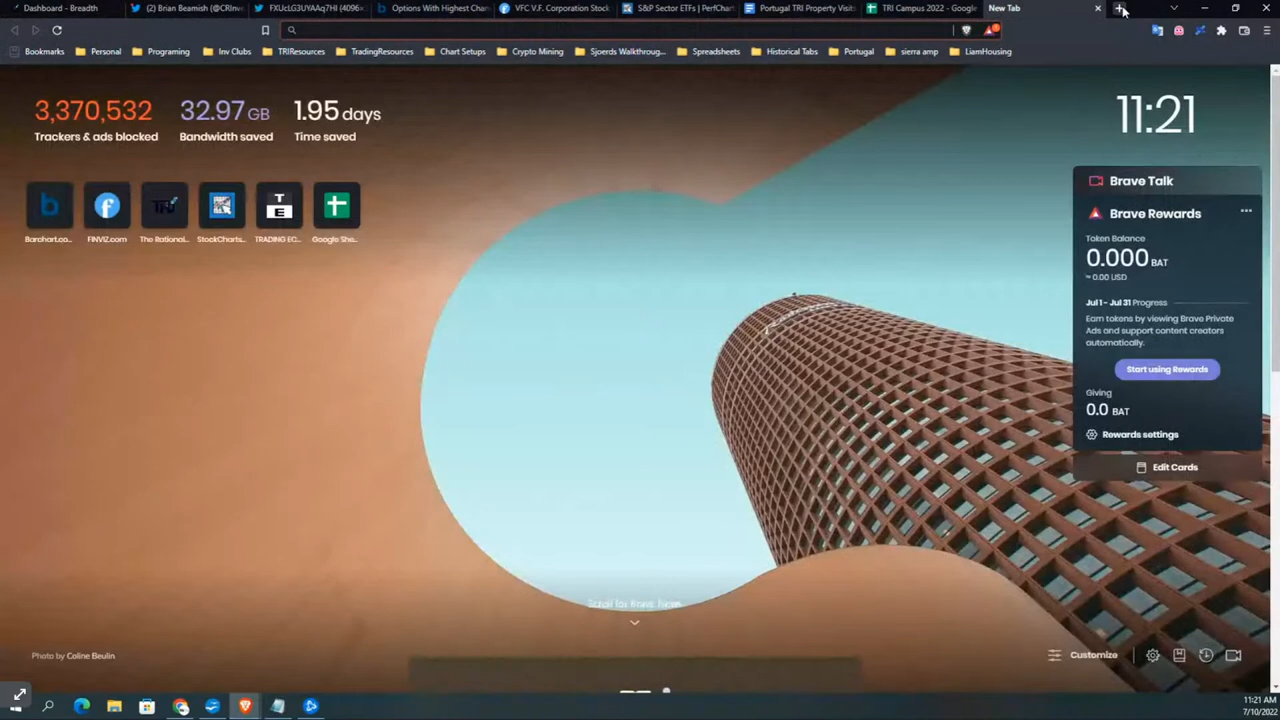 Dashboard - Breadth
(2) Brian Beamish (@CRInve
FXUcLG3UYAAq7HI (4096×
Options With Highest Chan
VFC V.F. Corporation Stock
S&P Sector ETFs | PerfChart
Portugal TRI Property Visits
TRI Campus 2022 - Google
New Tab
Bookmarks
Personal
Programing
Inv Clubs
TRIResources
TradingResources
Chart Setups
Crypto Mining
Sjoerds Walkthroug...
Spreadsheets
Historical Tabs
Portugal
sierra amp
LiamHousing
3,370,532
Trackers & ads blocked
32.97 GB
Bandwidth saved
1.95 days
Time saved
11:21
Barchart.co...
FINVIZ.com
The Rational...
StockCharts...
TRADING EC...
Google She...
Brave Talk
Brave Rewards
Token Balance
0.000 BAT
≈ 0.00 USD
Jul 1 - Jul 31 Progress
Earn tokens by viewing Brave Private
Ads and support content creators
automatically.
Start using Rewards
Giving
0.0 BAT
Rewards settings
Edit Cards
Scroll for Brave News
Photo by Coline Beulin
Customize
11:21 AM
7/10/2022